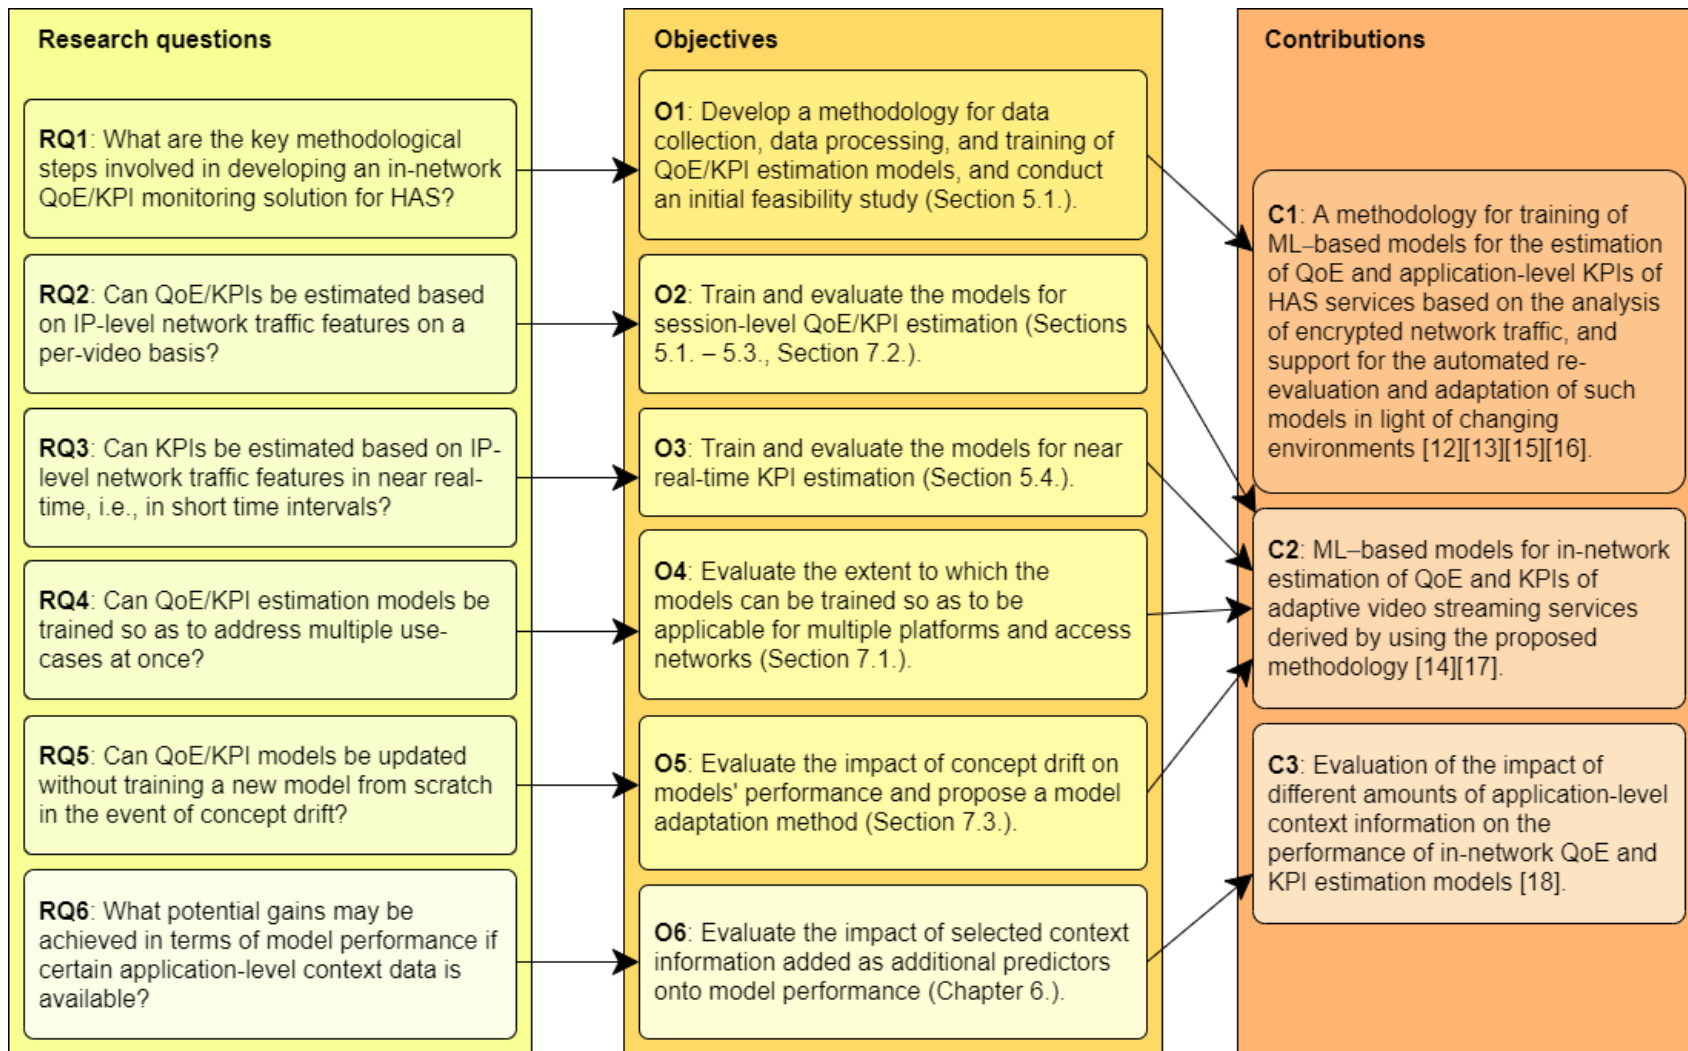 Research questions
RQ1: What are the key methodological
steps involved in developing an in-network
QoE/KPI monitoring solution for HAS?
RQ2: Can QoE/KPIs be estimated based
on IP-level network traffic features on a
per-video basis?
RQ3: Can KPIs be estimated based on IP-
level network traffic features in near real-
time, i.e., in short time intervals?
RQ4: Can QoE/KPI estimation models be
trained so as to address multiple use-
cases at once?
RQ5: Can QoE/KPI models be updated
without training a new model from scratch
in the event of concept drift?
RQ6: What potential gains may be
achieved in terms of model performance if
certain application-level context data is
available?
Objectives
O1: Develop a methodology for data
collection, data processing, and training of
QoE/KPI estimation models, and conduct
an initial feasibility study (Section 5.1.).
O2: Train and evaluate the models for
session-level QoE/KPI estimation (Sections
5.1. – 5.3., Section 7.2.).
O3: Train and evaluate the models for near
real-time KPI estimation (Section 5.4.).
O4: Evaluate the extent to which the
models can be trained so as to be
applicable for multiple platforms and access
networks (Section 7.1.).
O5: Evaluate the impact of concept drift on
models' performance and propose a model
adaptation method (Section 7.3.).
O6: Evaluate the impact of selected context
information added as additional predictors
onto model performance (Chapter 6.).
Contributions
C1: A methodology for training of
ML–based models for the estimation
of QoE and application-level KPIs of
HAS services based on the analysis
of encrypted network traffic, and
support for the automated re-
evaluation and adaptation of such
models in light of changing
environments [12][13][15][16].
C2: ML–based models for in-network
estimation of QoE and KPIs of
adaptive video streaming services
derived by using the proposed
methodology [14][17].
C3: Evaluation of the impact of
different amounts of application-level
context information on the
performance of in-network QoE and
KPI estimation models [18].